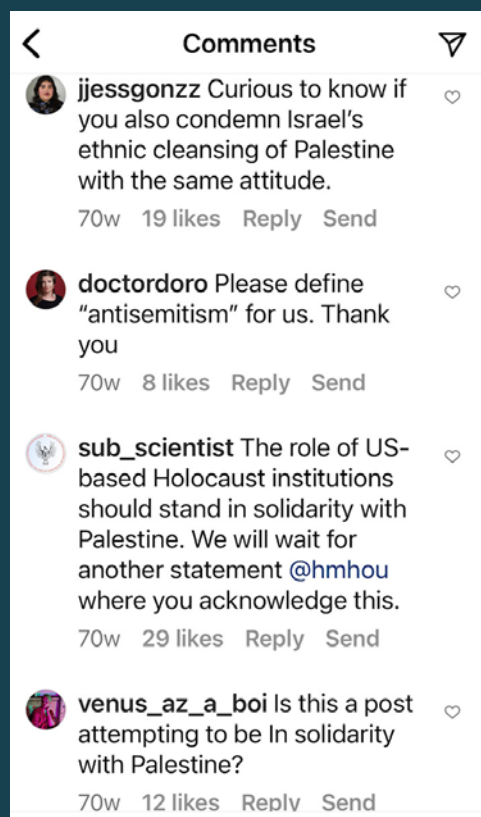 Comments
jjessgonzz Curious to know if
you also condemn Israel’s
ethnic cleansing of Palestine
with the same attitude.
70w 19 likes Reply Send
doctordoro Please define
“antisemitism” for us. Thank
you
70w 8 likes Reply Send
sub_scientist The role of US-
based Holocaust institutions
should stand in solidarity with
Palestine. We will wait for
another statement @hmhou
where you acknowledge this.
70w 29 likes Reply Send
venus_az_a_boi Is this a post
attempting to be In solidarity
with Palestine?
70w 12 likes Reply Send